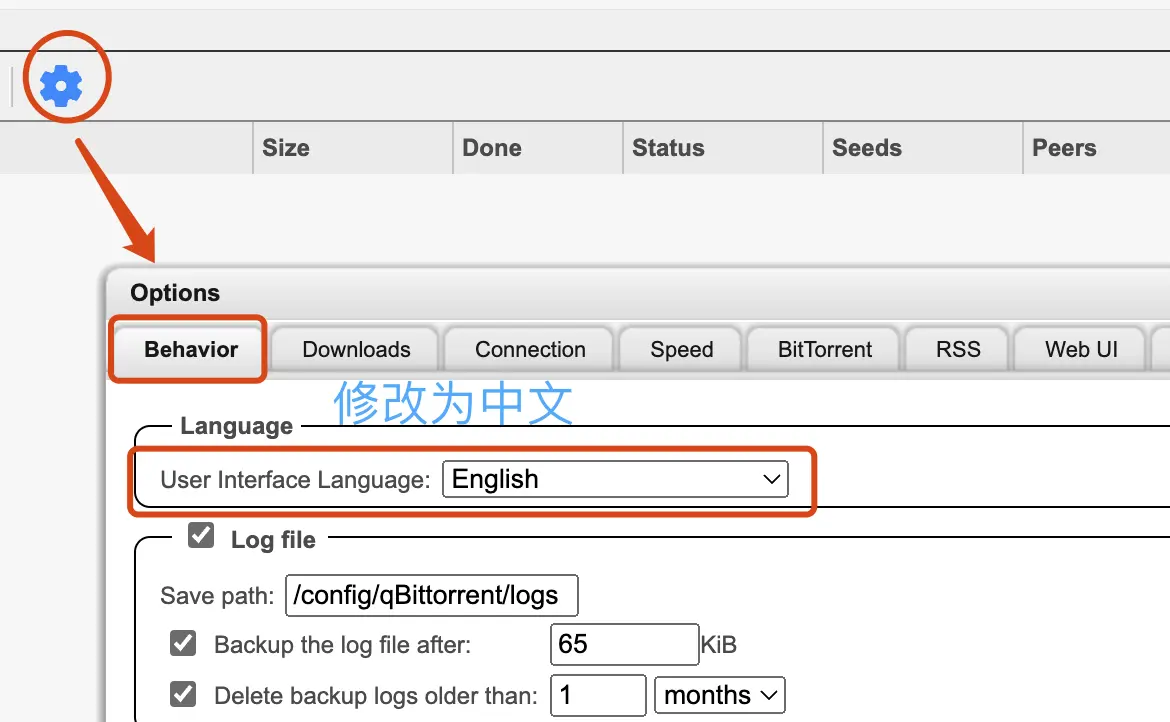 Size Done Status Seeds Peers
Options
Behavior Downloads Connection Speed BitTorrent RSS Web UI
修改为中文
Language
User Interface Language: English
Log file
Save path: /config/qBittorrent/logs
Backup the log file after: 65 KiB
Delete backup logs older than: 1 months